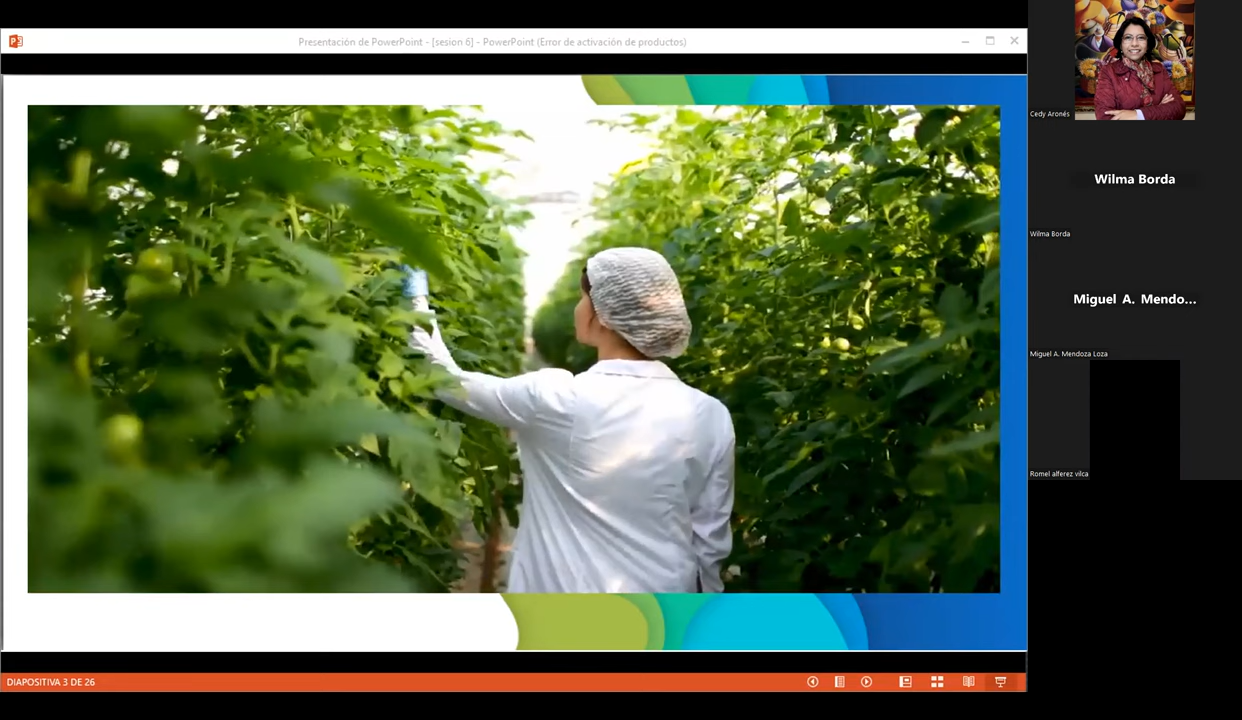 Presentación de PowerPoint - [sesion 6] - PowerPoint (Error de activación de productos)
Cedy Aronés
Wilma Borda
Wilma Borda
Miguel A. Mendo...
Miguel A. Mendoza Loza
Romel alferez vilca
DIAPOSITIVA 3 DE 26